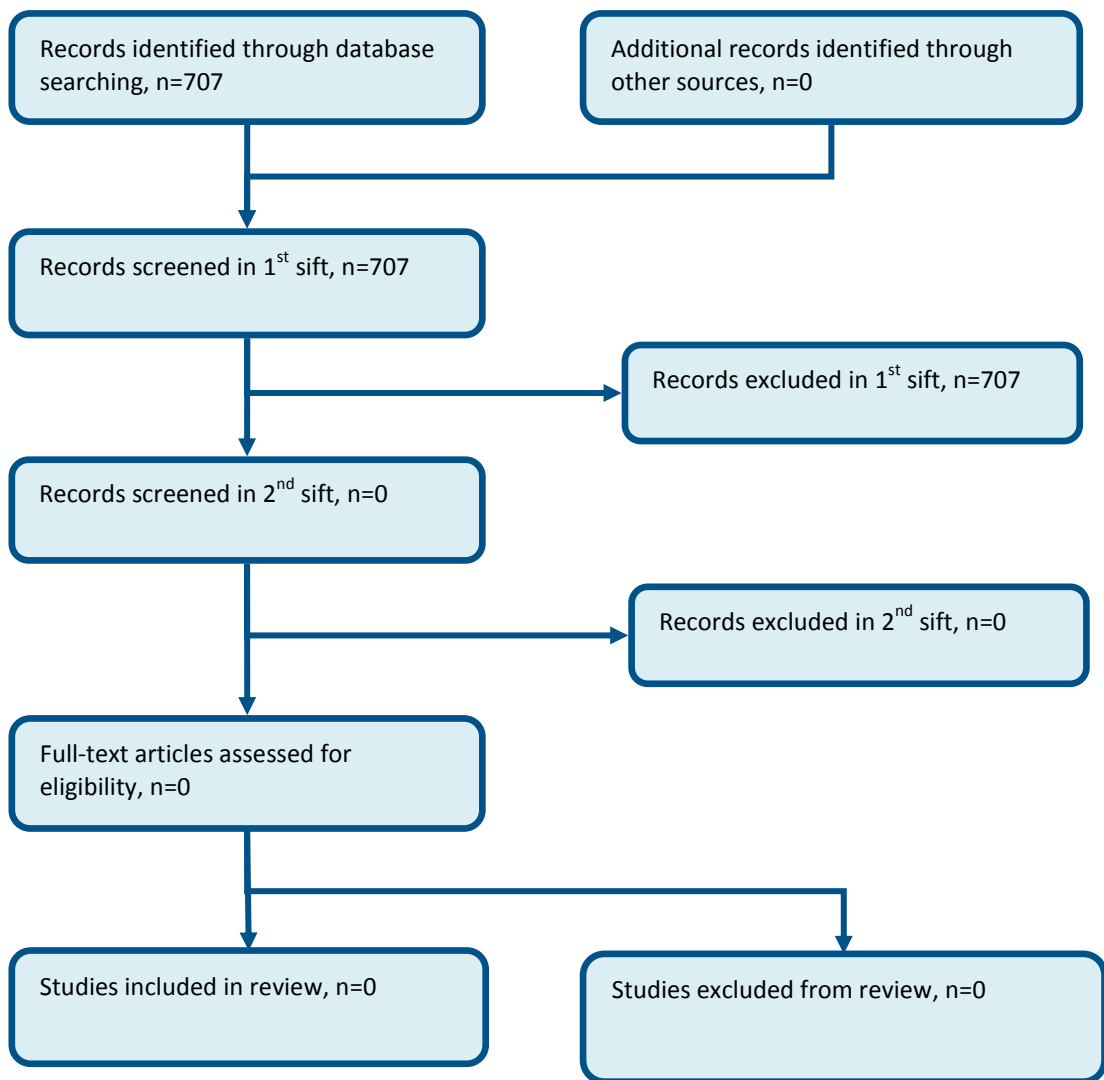 Records identified through database
searching, n=707
Additional records identified through
other sources, n=0
Records screened in 1st sift, n=707
Records excluded in 1st sift, n=707
Records screened in 2nd sift, n=0
Records excluded in 2nd sift, n=0
Full-text articles assessed for
eligibility, n=0
Studies included in review, n=0
Studies excluded from review, n=0